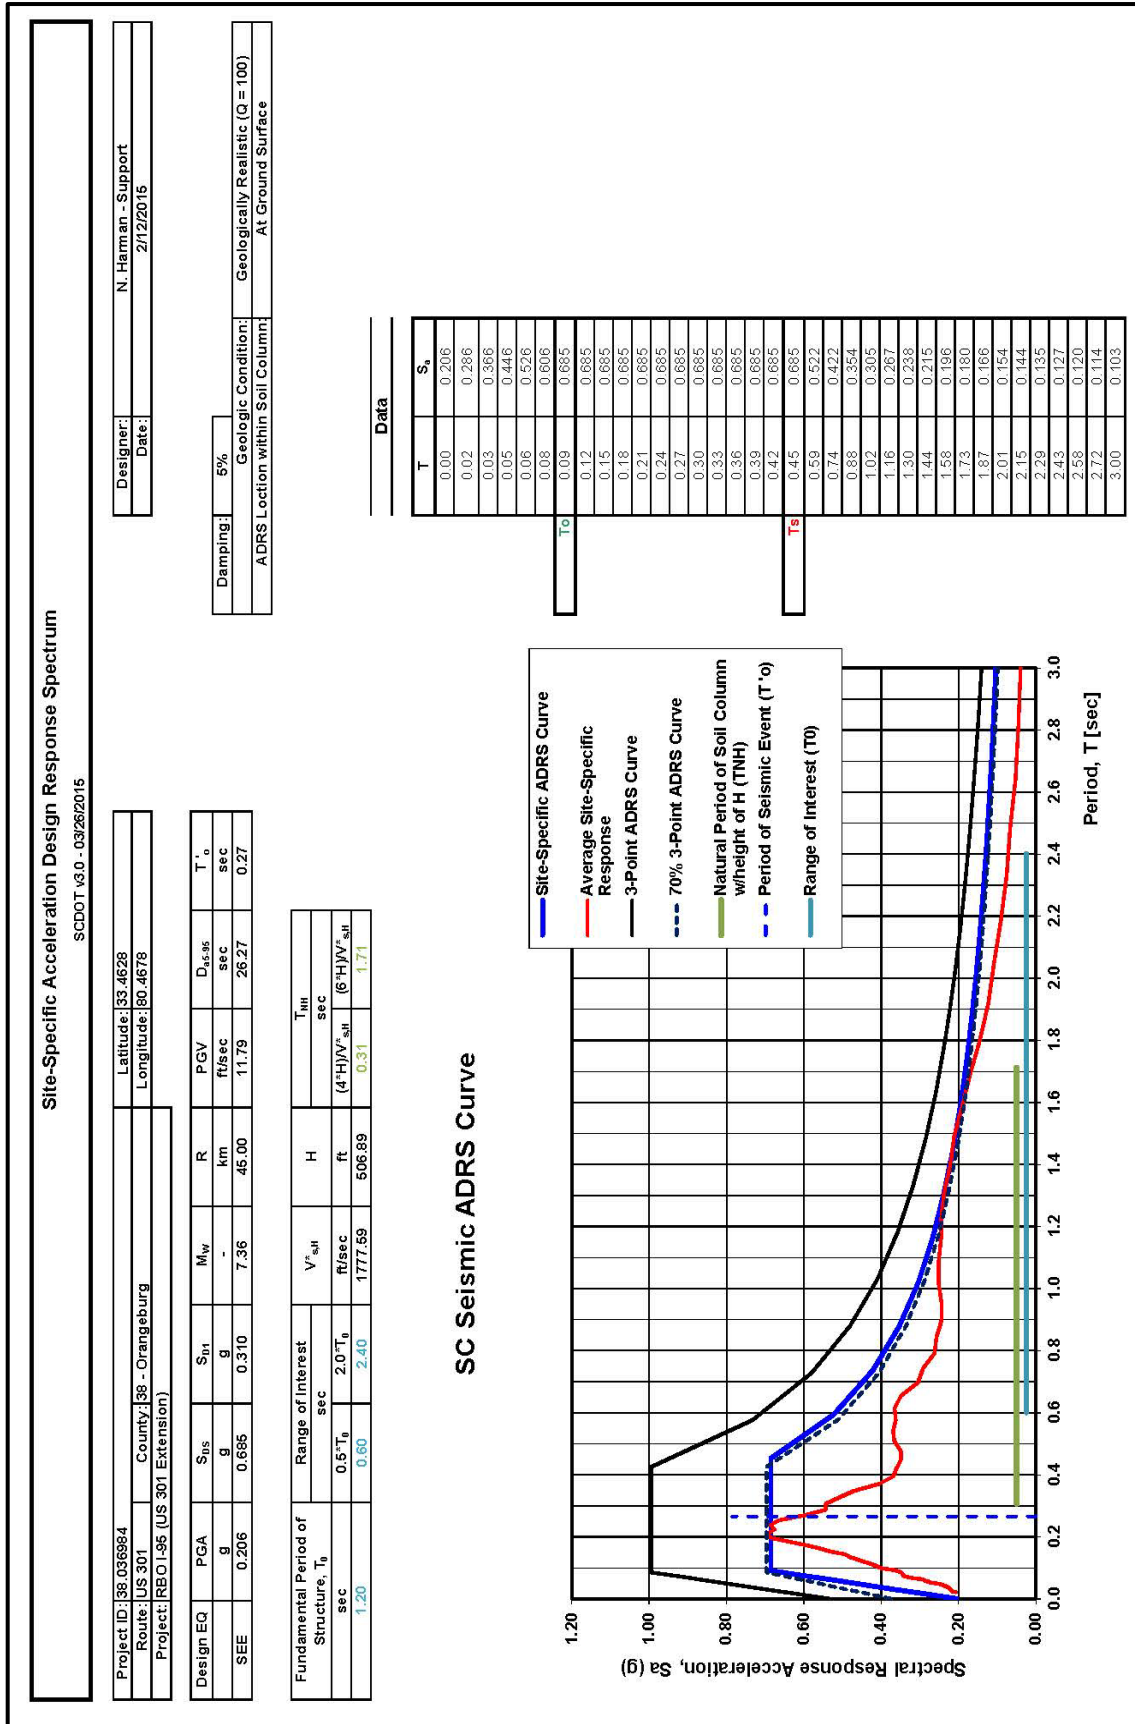 Site-Specific Acceleration Design Response Spectrum
SCDOT v3.0 - 03/26/2015
Project ID: 38.036984 Latitude: 33.4628 Designer: N. Harman - Support
Route: US 301 County: 38 - Orangeburg Longitude: 80.4678 Date: 2/12/2015
Project: RBO I-95 (US 301 Extension)
Design EQ PGA SDS SD1 MW R PGV Da5-95 T'o
g g g - km ft/sec sec sec
SEE 0.206 0.685 0.310 7.36 45.00 11.79 26.27 0.27
Damping: 5%
Geologic Condition: Geologically Realistic (Q = 100)
ADRS Loction within Soil Column: At Ground Surface
Fundamental Period of Structure, T0 Range of Interest V*s,H H TNH
sec sec ft/sec ft sec
0.5*T0 2.0*T0 (4*H)/V*s,H (6*H)/V*s,H
1.20 0.60 2.40 1777.59 506.89 0.31 1.71
SC Seismic ADRS Curve
Spectral Response Acceleration, Sa (g)
1.20
1.00
0.80
0.60
0.40
0.20
0.00
0.0 0.2 0.4 0.6 0.8 1.0 1.2 1.4 1.6 1.8 2.0 2.2 2.4 2.6 2.8 3.0
Period, T [sec]
Site-Specific ADRS Curve
Average Site-Specific
Response
3-Point ADRS Curve
70% 3-Point ADRS Curve
Natural Period of Soil Column
w/height of H (TNH)
Period of Seismic Event (T'o)
Range of Interest (T0)
Data
T Sa
0.00 0.206
0.02 0.286
0.03 0.366
0.05 0.446
0.06 0.526
0.08 0.606
To 0.09 0.685
0.12 0.685
0.15 0.685
0.18 0.685
0.21 0.685
0.24 0.685
0.27 0.685
0.30 0.685
0.33 0.685
0.36 0.685
0.39 0.685
0.42 0.685
Ts 0.45 0.685
0.59 0.522
0.74 0.422
0.88 0.354
1.02 0.305
1.16 0.267
1.30 0.238
1.44 0.215
1.58 0.196
1.73 0.180
1.87 0.166
2.01 0.154
2.15 0.144
2.29 0.135
2.43 0.127
2.58 0.120
2.72 0.114
3.00 0.103